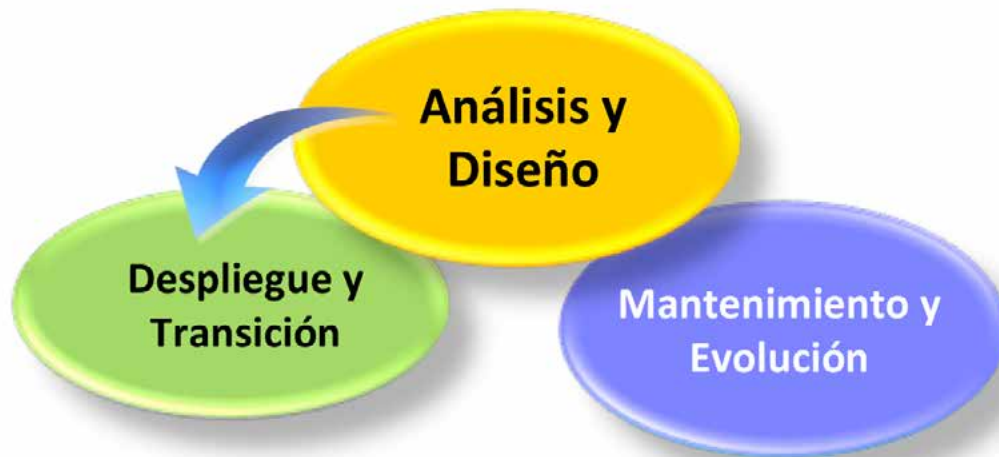 Análisis y
Diseño
Despliegue y
Transición
Mantenimiento y
Evolución